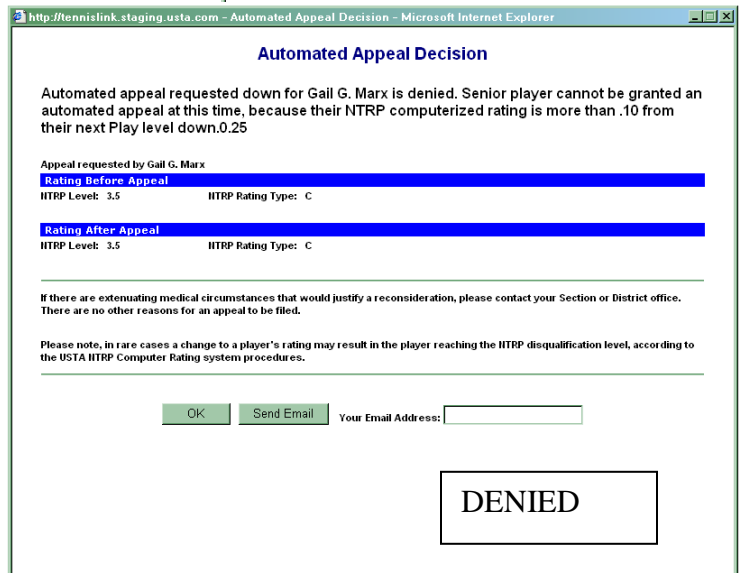 http://tennislink.staging.usta.com - Automated Appeal Decision - Microsoft Internet Explorer
Automated Appeal Decision
Automated appeal requested down for Gail G. Marx is denied. Senior player cannot be granted an
automated appeal at this time, because their NTRP computerized rating is more than .10 from
their next Play level down.0.25
Appeal requested by Gail G. Marx
Rating Before Appeal
NTRP Level: 3.5 NTRP Rating Type: C
Rating After Appeal
NTRP Level: 3.5 NTRP Rating Type: C
If there are extenuating medical circumstances that would justify a reconsideration, please contact your Section or District office.
There are no other reasons for an appeal to be filed.
Please note, in rare cases a change to a player's rating may result in the player reaching the NTRP disqualification level, according to
the USTA NTRP Computer Rating system procedures.
OK Send Email Your Email Address:
DENIED